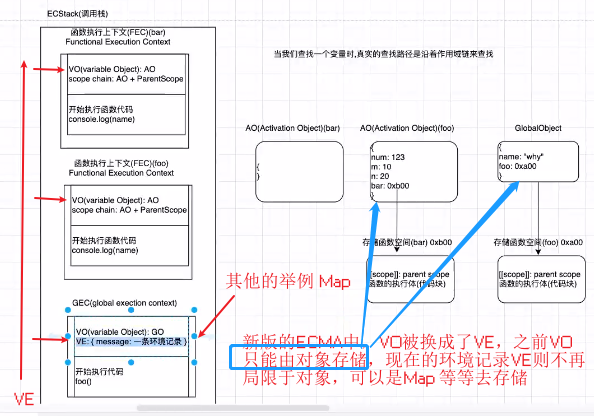 ECStack(调用栈)
函数执行上下文(FEC)(bar)
Functional Execution Context
VO(variable Object): AO
scope chain: AO + ParentScope
开始执行函数代码
console.log(name)
函数执行上下文(FEC)(foo)
Functional Execution Context
VO(variable Object): AO
scope chain: AO + ParentScope
开始执行函数代码
console.log(name)
GEC(global exection context)
VO(variable Object): GO
VE: { message: 一条环境记录 }
开始执行代码
foo()
VE
当我们查找一个变量时,真实的查找路径是沿着作用域链来查找
AO(Activation Object)(bar)
{
}
AO(Activation Object)(foo)
{
num: 123
m: 10
n: 20
bar: 0xb00
}
GlobalObject
{
name: "why"
foo: 0xa00
}
存储函数空间(bar) 0xb00
[[scope]]: parent scope
函数的执行体(代码块)
存储函数空间(foo) 0xa00
[[scope]]: parent scope
函数的执行体(代码块)
其他的举例 Map
新版的ECMA中，VO被换成了VE，之前VO
只能由对象存储，现在的环境记录VE则不再
局限于对象，可以是Map 等等去存储